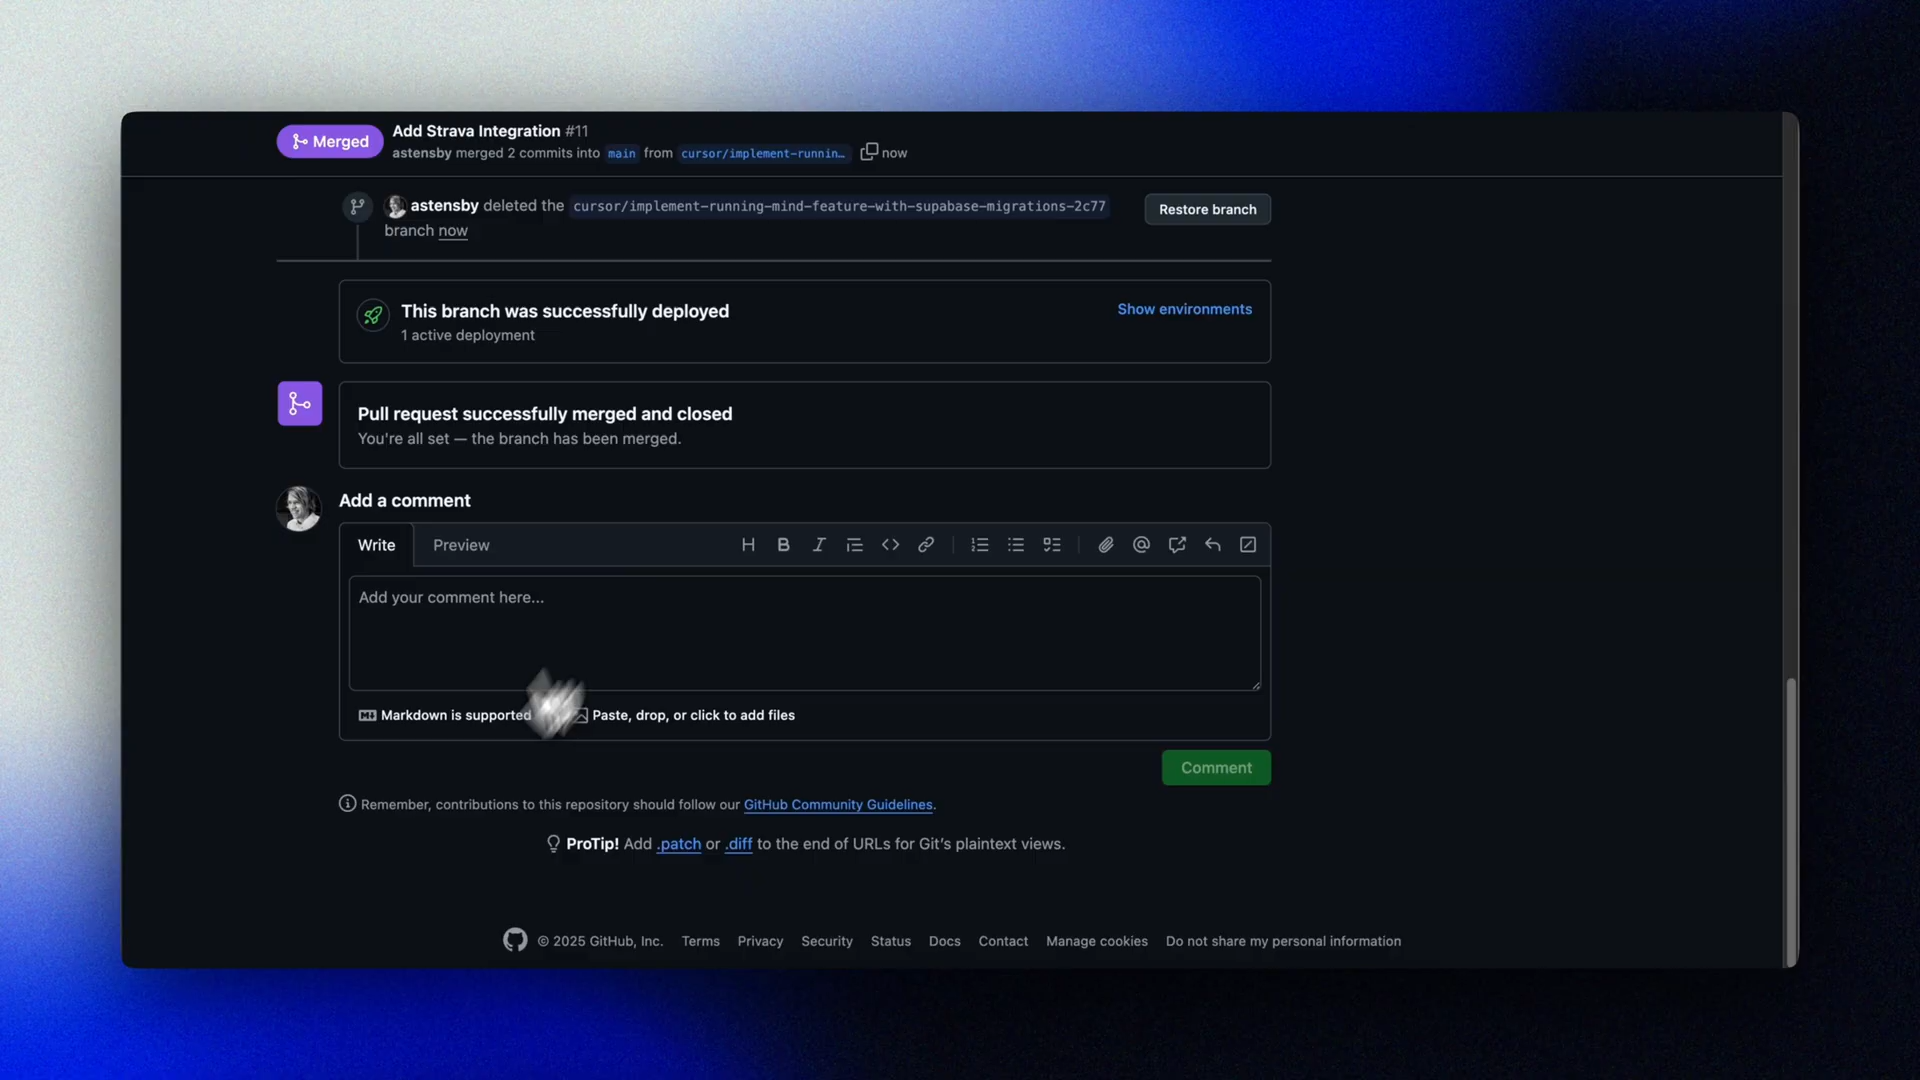 Merged
Add Strava Integration #11
astensby merged 2 commits into main from cursor/implement-runnin… now
astensby deleted the cursor/implement-running-mind-feature-with-supabase-migrations-2c77
branch now
Restore branch
This branch was successfully deployed
1 active deployment
Show environments
Pull request successfully merged and closed
You're all set — the branch has been merged.
Add a comment
Write Preview
Add your comment here...
Markdown is supported Paste, drop, or click to add files
Comment
Remember, contributions to this repository should follow our GitHub Community Guidelines.
ProTip! Add .patch or .diff to the end of URLs for Git's plaintext views.
© 2025 GitHub, Inc. Terms Privacy Security Status Docs Contact Manage cookies Do not share my personal information